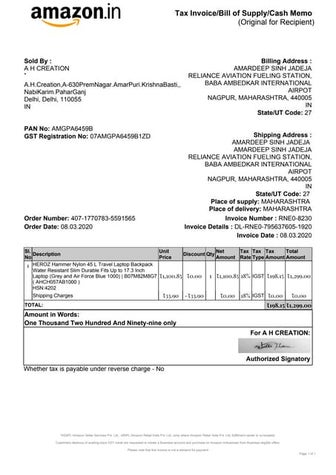 amazon.in
Tax Invoice/Bill of Supply/Cash Memo
(Original for Recipient)
Sold By :
A H CREATION
*
A.H.Creation,A-630PremNagar.AmarPuri.KrishnaBasti,,
NabiKarim PaharGanj
Delhi, Delhi, 110055
IN
Billing Address :
AMARDEEP SINH JADEJA
RELIANCE AVIATION FUELING STATION,
BABA AMBEDKAR INTERNATIONAL
AIRPOT
NAGPUR, MAHARASHTRA, 440005
IN
State/UT Code: 27
PAN No: AMGPA6459B
GST Registration No: 07AMGPA6459B1ZD
Shipping Address :
AMARDEEP SINH JADEJA
AMARDEEP SINH JADEJA
RELIANCE AVIATION FUELING STATION,
BABA AMBEDKAR INTERNATIONAL
AIRPOT
NAGPUR, MAHARASHTRA, 440005
IN
State/UT Code: 27
Place of supply: MAHARASHTRA
Place of delivery: MAHARASHTRA
Order Number: 407-1770783-5591565
Invoice Number : RNE0-8230
Order Date: 08.03.2020
Invoice Details : DL-RNE0-795637605-1920
Invoice Date : 08.03.2020
Sl. No Description Unit Price Discount Qty Net Amount Tax Rate Tax Type Tax Amount Total Amount
1 HEROZ Hammer Nylon 45 L Travel Laptop Backpack
Water Resistant Slim Durable Fits Up to 17.3 Inch
Laptop (Grey and Air Force Blue 1000) | B07M82M8GT
( AHCH057AB1000 )
HSN:4202
₹1,100.85 ₹0.00 1 ₹1,100.85 18% IGST ₹198.15 ₹1,299.00
Shipping Charges ₹33.90 -₹33.90 ₹0.00 18% IGST ₹0.00 ₹0.00
TOTAL: ₹198.15 ₹1,299.00
Amount in Words:
One Thousand Two Hundred And Ninety-nine only
For A H CREATION:
Authorized Signatory
Whether tax is payable under reverse charge - No
Please note that this invoice is not a demand for payment
Page 1 of 1